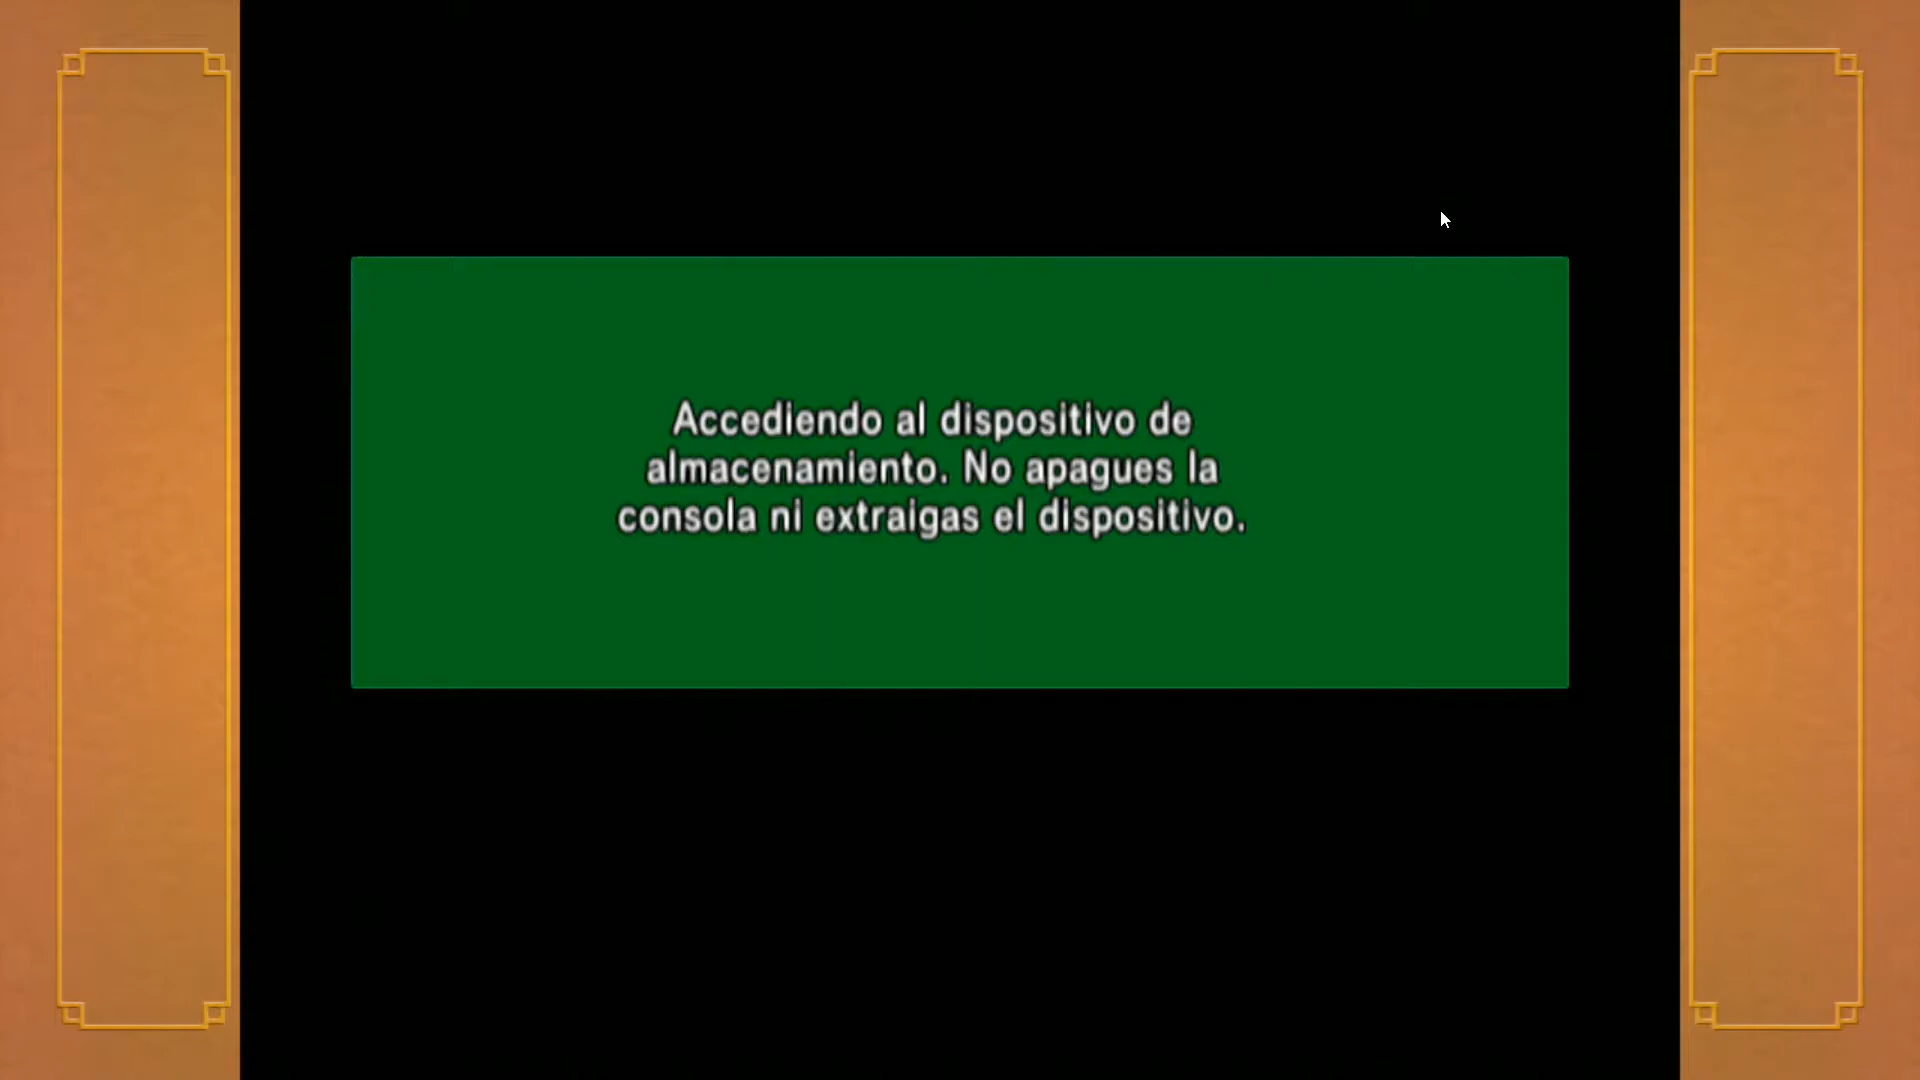 Accediendo al dispositivo de
almacenamiento. No apagues la
consola ni extraigas el dispositivo.